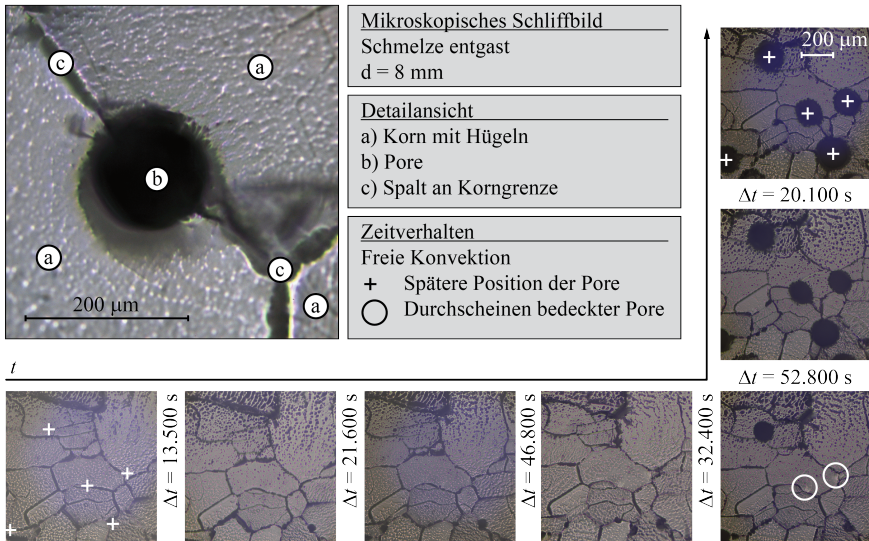 c
a
b
a
c
a
200 µm
Mikroskopisches Schliffbild
Schmelze entgast
d = 8 mm
Detailansicht
a) Korn mit Hügeln
b) Pore
c) Spalt an Korngrenze
Zeitverhalten
Freie Konvektion
+ Spätere Position der Pore
Durchscheinen bedeckter Pore
t
Δt = 13.500 s
Δt = 21.600 s
Δt = 46.800 s
Δt = 32.400 s
Δt = 52.800 s
Δt = 20.100 s
200 µm